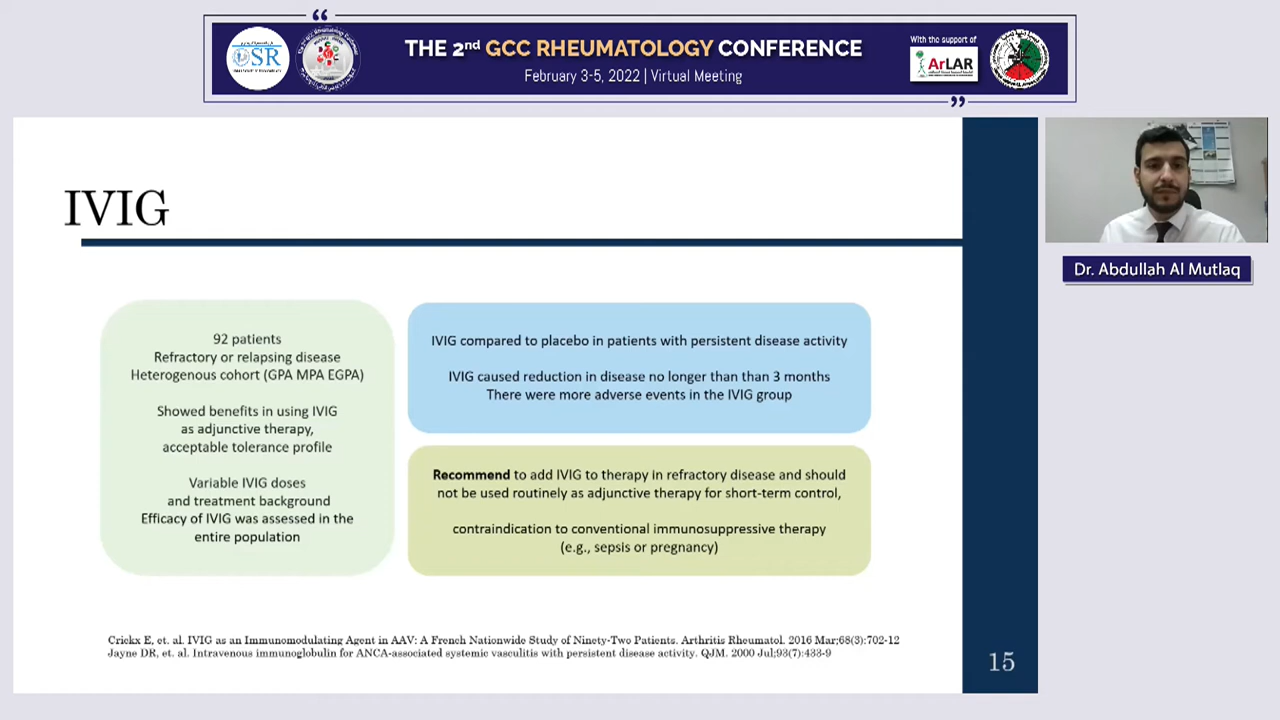 “
OSR
THE 2nd GCC RHEUMATOLOGY CONFERENCE
February 3-5, 2022 | Virtual Meeting
With the support of
ArLAR
”
IVIG
92 patients
Refractory or relapsing disease
Heterogenous cohort (GPA MPA EGPA)
Showed benefits in using IVIG
as adjunctive therapy,
acceptable tolerance profile
Variable IVIG doses
and treatment background
Efficacy of IVIG was assessed in the
entire population
IVIG compared to placebo in patients with persistent disease activity
IVIG caused reduction in disease no longer than than 3 months
There were more adverse events in the IVIG group
Recommend to add IVIG to therapy in refractory disease and should
not be used routinely as adjunctive therapy for short-term control,
contraindication to conventional immunosuppressive therapy
(e.g., sepsis or pregnancy)
Crickx E, et. al. IVIG as an Immunomodulating Agent in AAV: A French Nationwide Study of Ninety-Two Patients. Arthritis Rheumatol. 2016 Mar;68(3):702-12
Jayne DR, et. al. Intravenous immunoglobulin for ANCA-associated systemic vasculitis with persistent disease activity. QJM. 2000 Jul;93(7):433-9
15
Dr. Abdullah Al Mutlaq